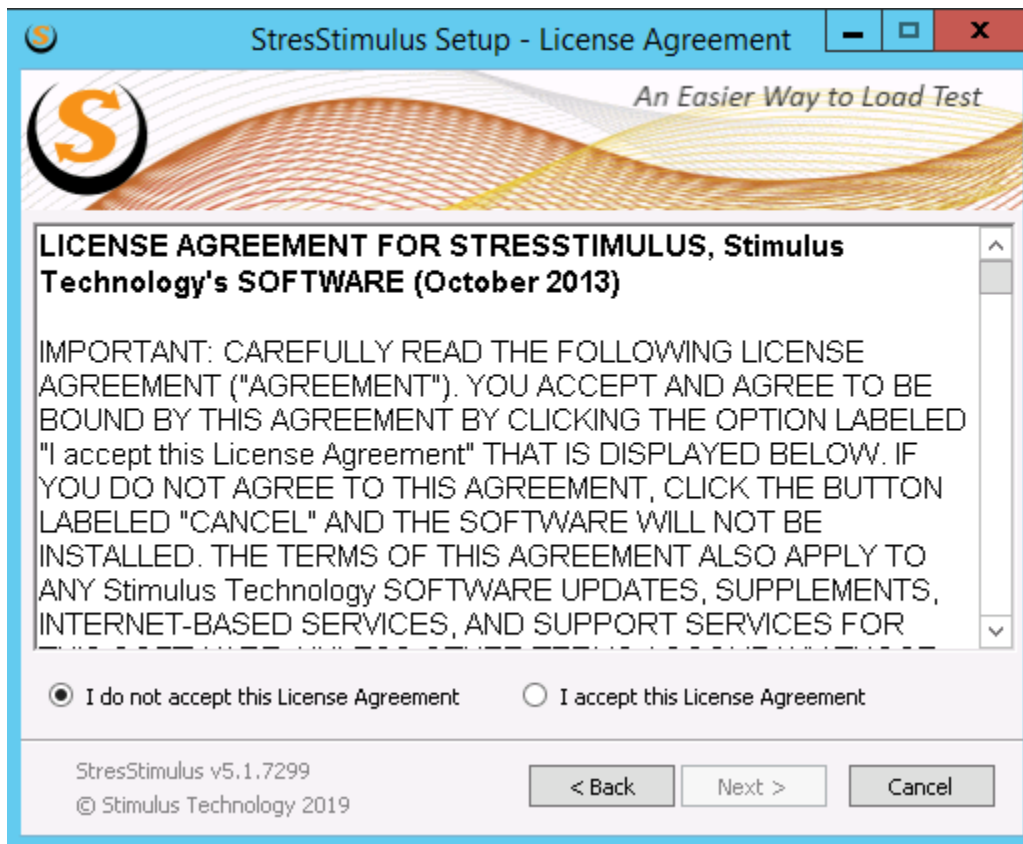 StresStimulus Setup - License Agreement
An Easier Way to Load Test
LICENSE AGREEMENT FOR STRESSTIMULUS, Stimulus
Technology's SOFTWARE (October 2013)
IMPORTANT: CAREFULLY READ THE FOLLOWING LICENSE
AGREEMENT ("AGREEMENT"). YOU ACCEPT AND AGREE TO BE
BOUND BY THIS AGREEMENT BY CLICKING THE OPTION LABELED
"I accept this License Agreement" THAT IS DISPLAYED BELOW. IF
YOU DO NOT AGREE TO THIS AGREEMENT, CLICK THE BUTTON
LABELED "CANCEL" AND THE SOFTWARE WILL NOT BE
INSTALLED. THE TERMS OF THIS AGREEMENT ALSO APPLY TO
ANY Stimulus Technology SOFTWARE UPDATES, SUPPLEMENTS,
INTERNET-BASED SERVICES, AND SUPPORT SERVICES FOR
I do not accept this License Agreement
I accept this License Agreement
StresStimulus v5.1.7299
© Stimulus Technology 2019
< Back
Next >
Cancel